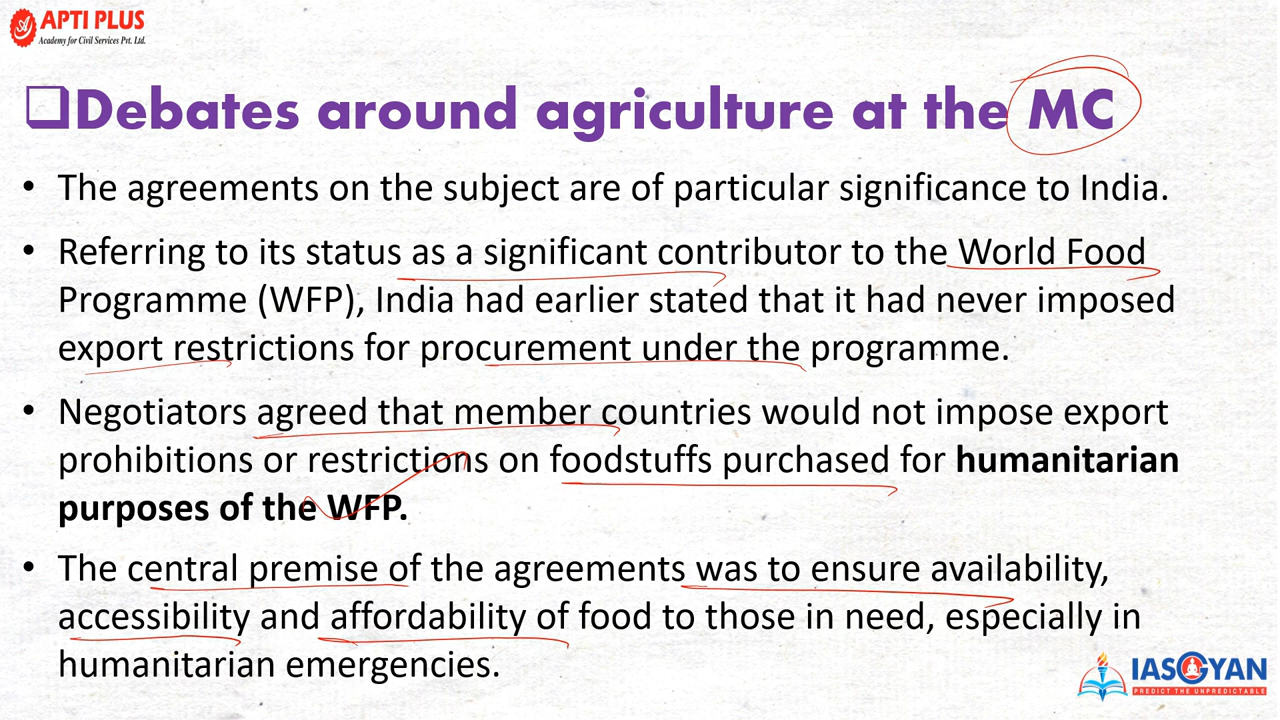 APTI PLUS
Academy for Civil Services Pvt. Ltd.
Debates around agriculture at the MC
• The agreements on the subject are of particular significance to India.
• Referring to its status as a significant contributor to the World Food
Programme (WFP), India had earlier stated that it had never imposed
export restrictions for procurement under the programme.
• Negotiators agreed that member countries would not impose export
prohibitions or restrictions on foodstuffs purchased for humanitarian
purposes of the WFP.
• The central premise of the agreements was to ensure availability,
accessibility and affordability of food to those in need, especially in
humanitarian emergencies.
IASGYAN
PREDICT THE UNPREDICTABLE